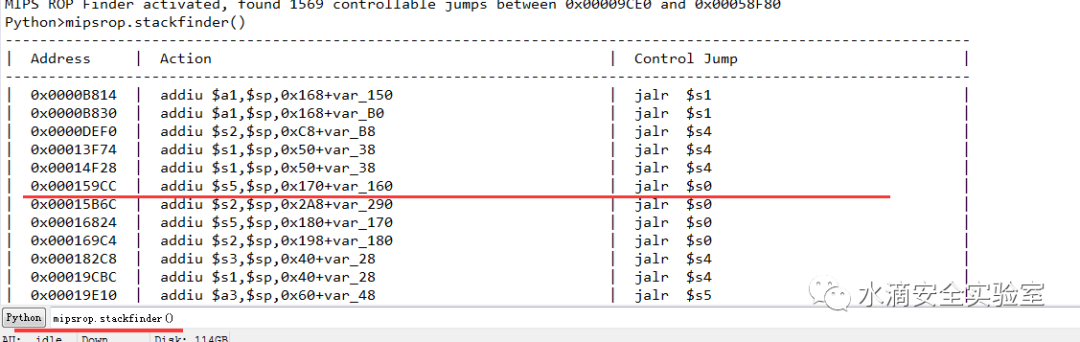 MIPS ROP Finder activated, found 1569 controllable jumps between 0x00009CE0 and 0x00058F80
Python>mipsrop.stackfinder()
| Address | Action | Control Jump |
| 0x0000B814 | addiu $a1,$sp,0x168+var_150 | jalr $s1 |
| 0x0000B830 | addiu $a1,$sp,0x168+var_B0 | jalr $s1 |
| 0x0000DEF0 | addiu $s2,$sp,0xC8+var_B8 | jalr $s4 |
| 0x00013F74 | addiu $s1,$sp,0x50+var_38 | jalr $s4 |
| 0x00014F28 | addiu $s1,$sp,0x50+var_38 | jalr $s4 |
| 0x000159CC | addiu $s5,$sp,0x170+var_160 | jalr $s0 |
| 0x00015B6C | addiu $s2,$sp,0x2A8+var_290 | jalr $s0 |
| 0x00016824 | addiu $s5,$sp,0x180+var_170 | jalr $s0 |
| 0x000169C4 | addiu $s2,$sp,0x198+var_180 | jalr $s0 |
| 0x000182C8 | addiu $s3,$sp,0x40+var_28 | jalr $s4 |
| 0x00019CBC | addiu $s1,$sp,0x40+var_28 | jalr $s4 |
| 0x00019E10 | addiu $a3,$sp,0x60+var_48 | jalr $s5 |
水滴安全实验室
Python mipsrop.stackfinder()
AU: idle Down Disk: 114GB